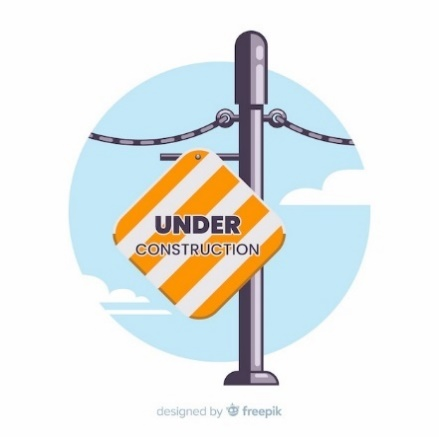 UNDER
CONSTRUCTION
designed by freepik